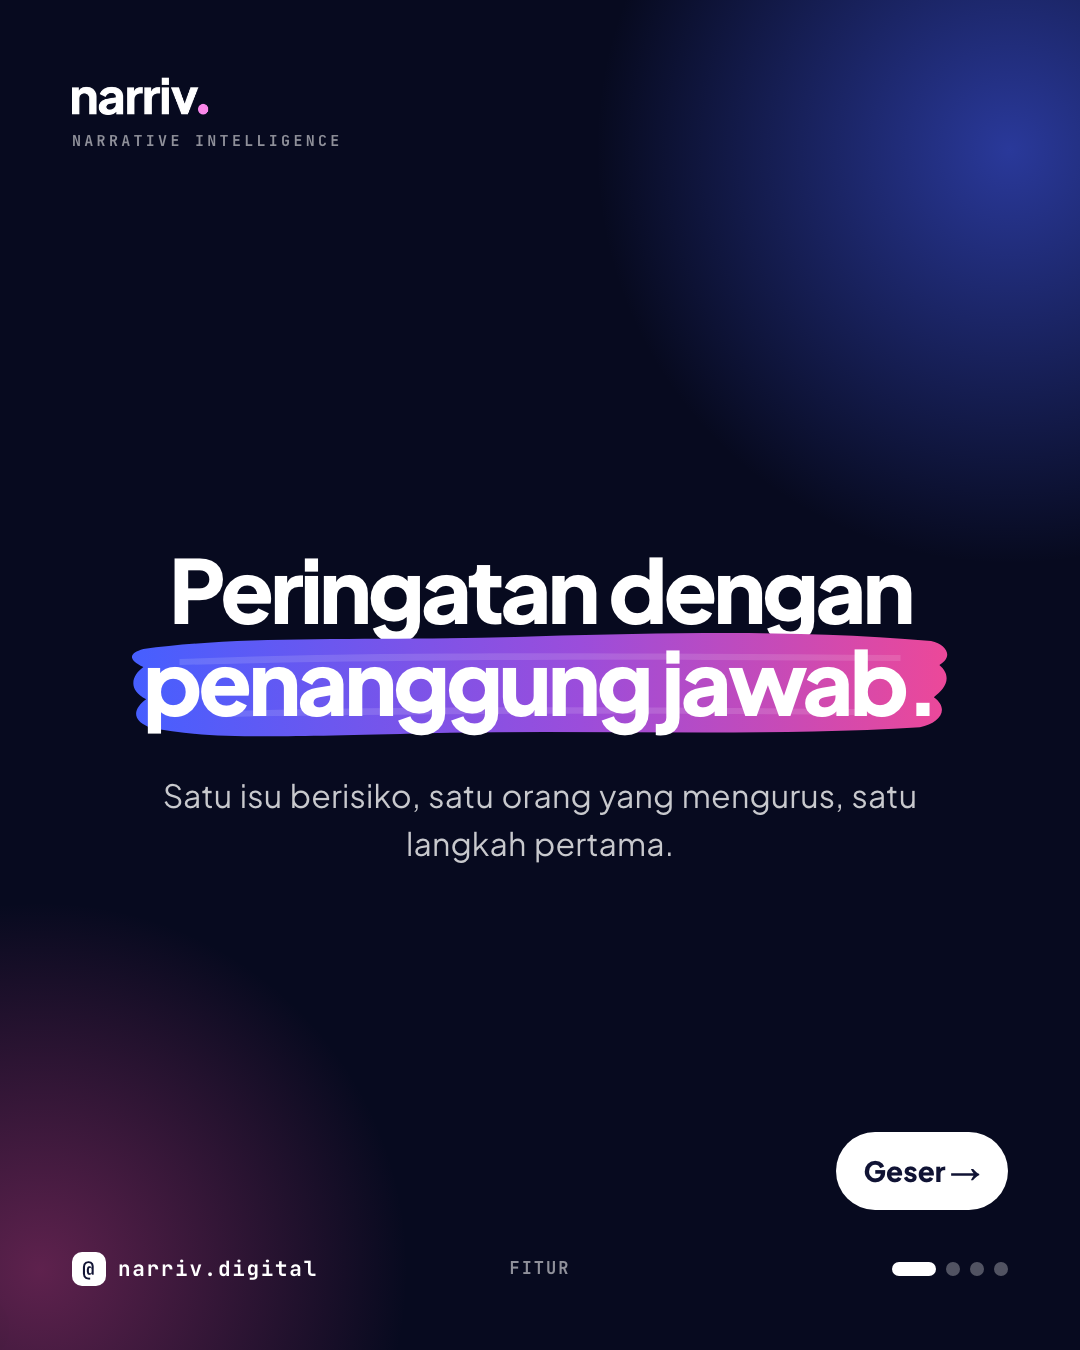 narriv.
NARRATIVE INTELLIGENCE
Peringatan dengan
penanggung jawab.
Satu isu berisiko, satu orang yang mengurus, satu
langkah pertama.
Geser →
@ narriv.digital
FITUR